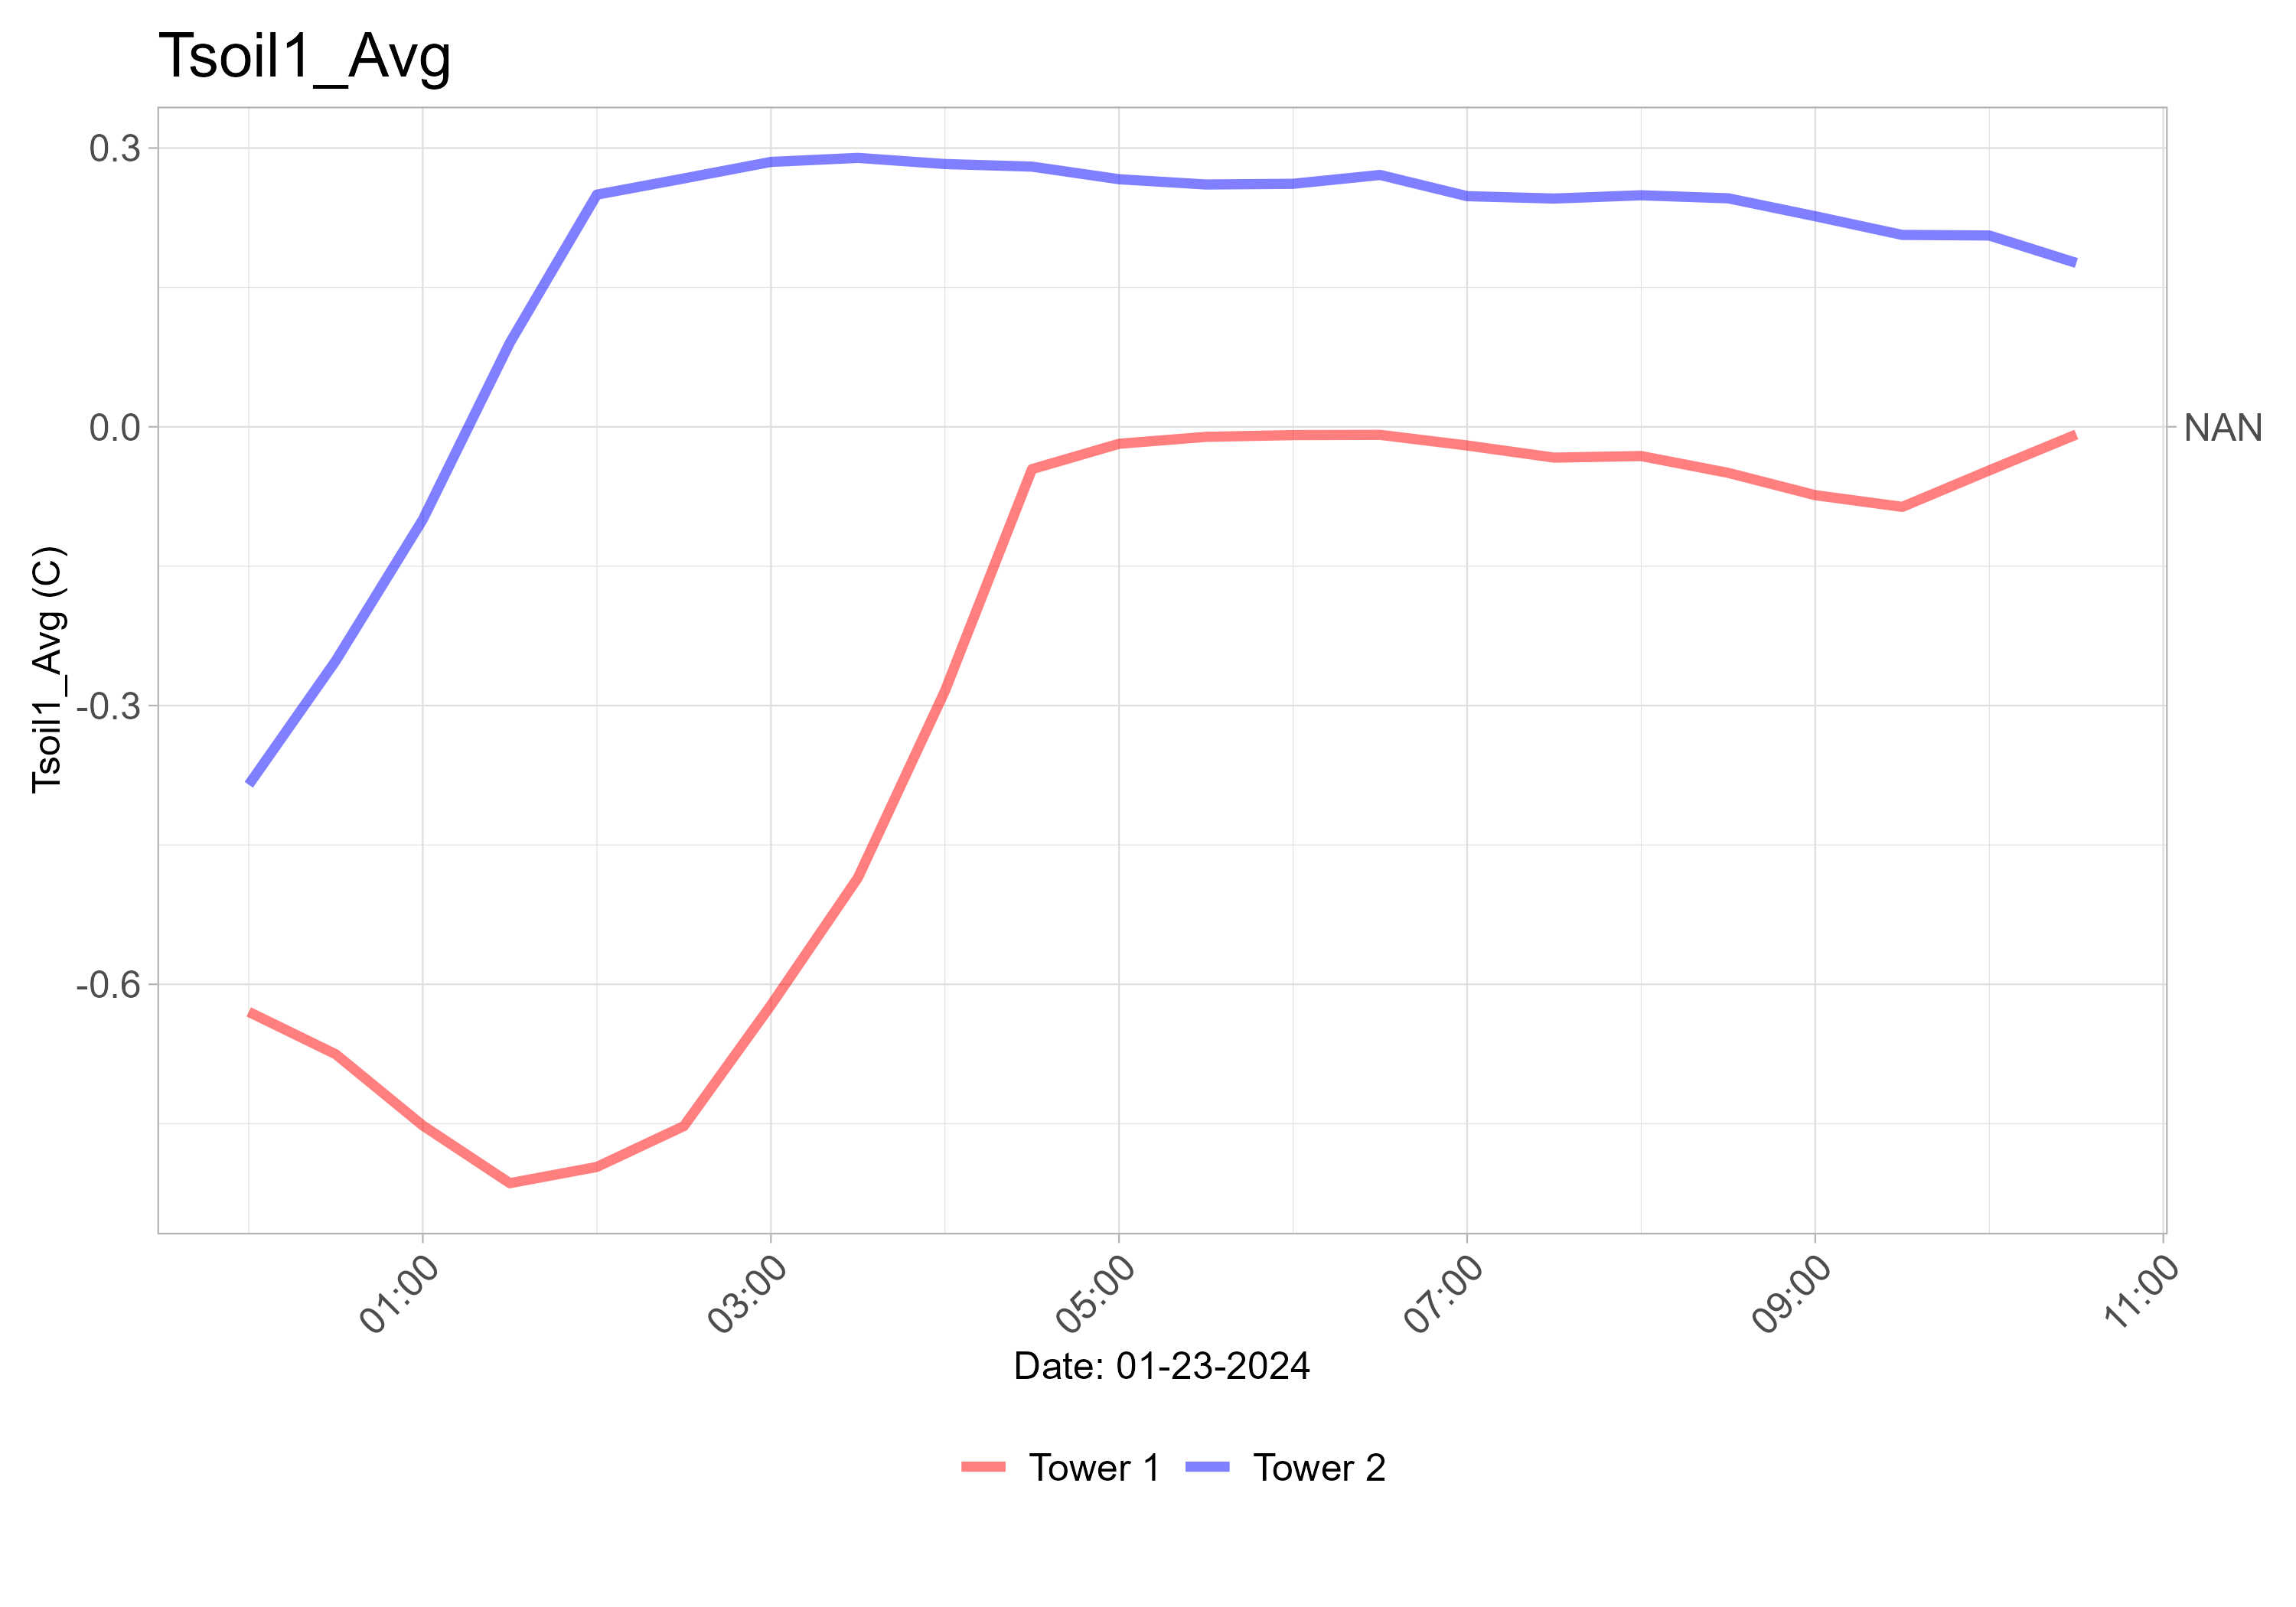 Tsoil1_Avg
0.3
0.0
-0.3
-0.6
NAN
Tsoil1_Avg (C)
01:00
03:00
05:00
07:00
09:00
11:00
Date: 01-23-2024
Tower 1
Tower 2